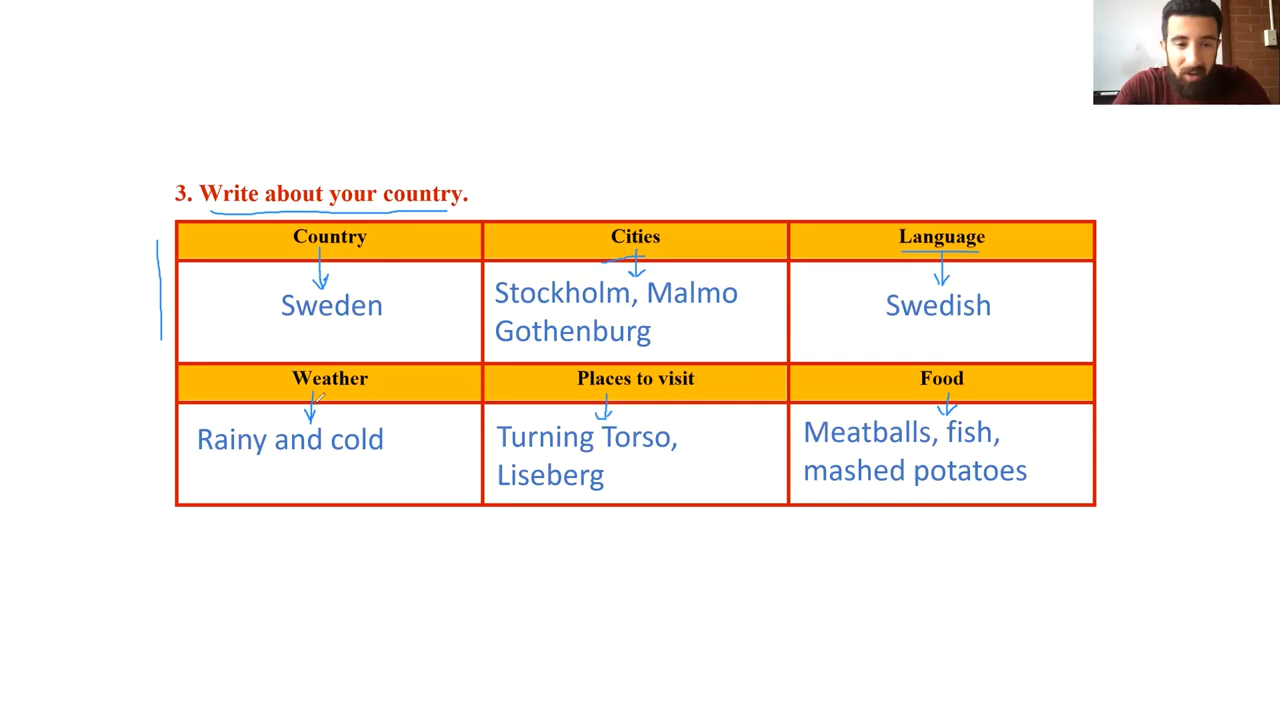 3. Write about your country.
Country Cities Language
Sweden
Stockholm, Malmo
Gothenburg
Swedish
Weather Places to visit Food
Rainy and cold
Turning Torso,
Liseberg
Meatballs, fish,
mashed potatoes